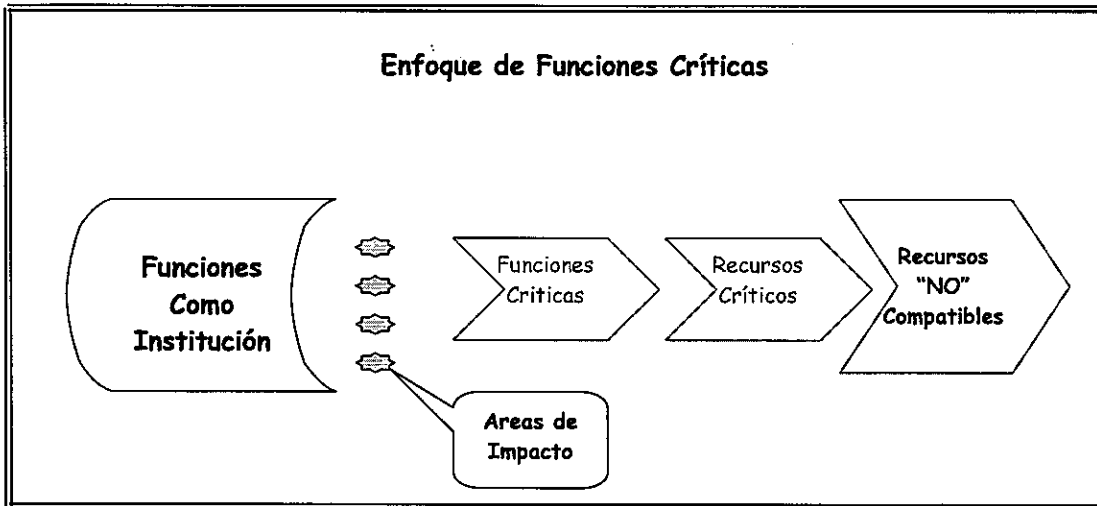 Enfoque de Funciones Críticas
Funciones
Como
Institución
Funciones
Criticas
Recursos
Críticos
Recursos
“NO”
Compatibles
Areas de
Impacto